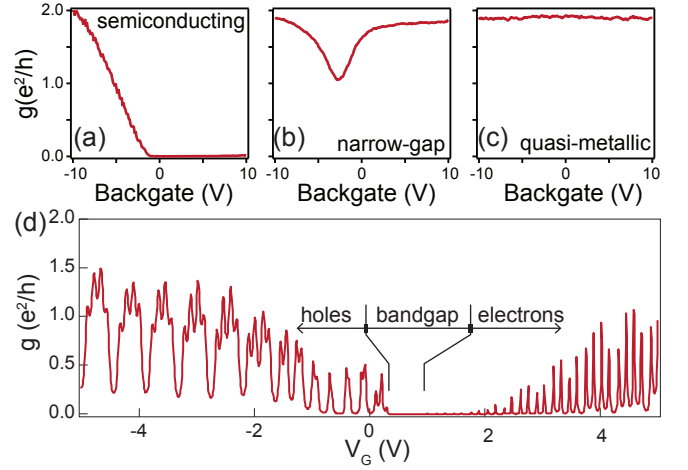 2.0
1.0
0.0
g(e²/h)
semiconducting
(a)
-10
0
10
Backgate (V)
(b)
narrow-gap
-10
0
10
Backgate (V)
(c)
quasi-metallic
-10
0
10
Backgate (V)
(d)
2.0
1.5
1.0
0.5
0.0
g (e²/h)
holes
bandgap
electrons
-4
-2
0
2
4
V_G (V)